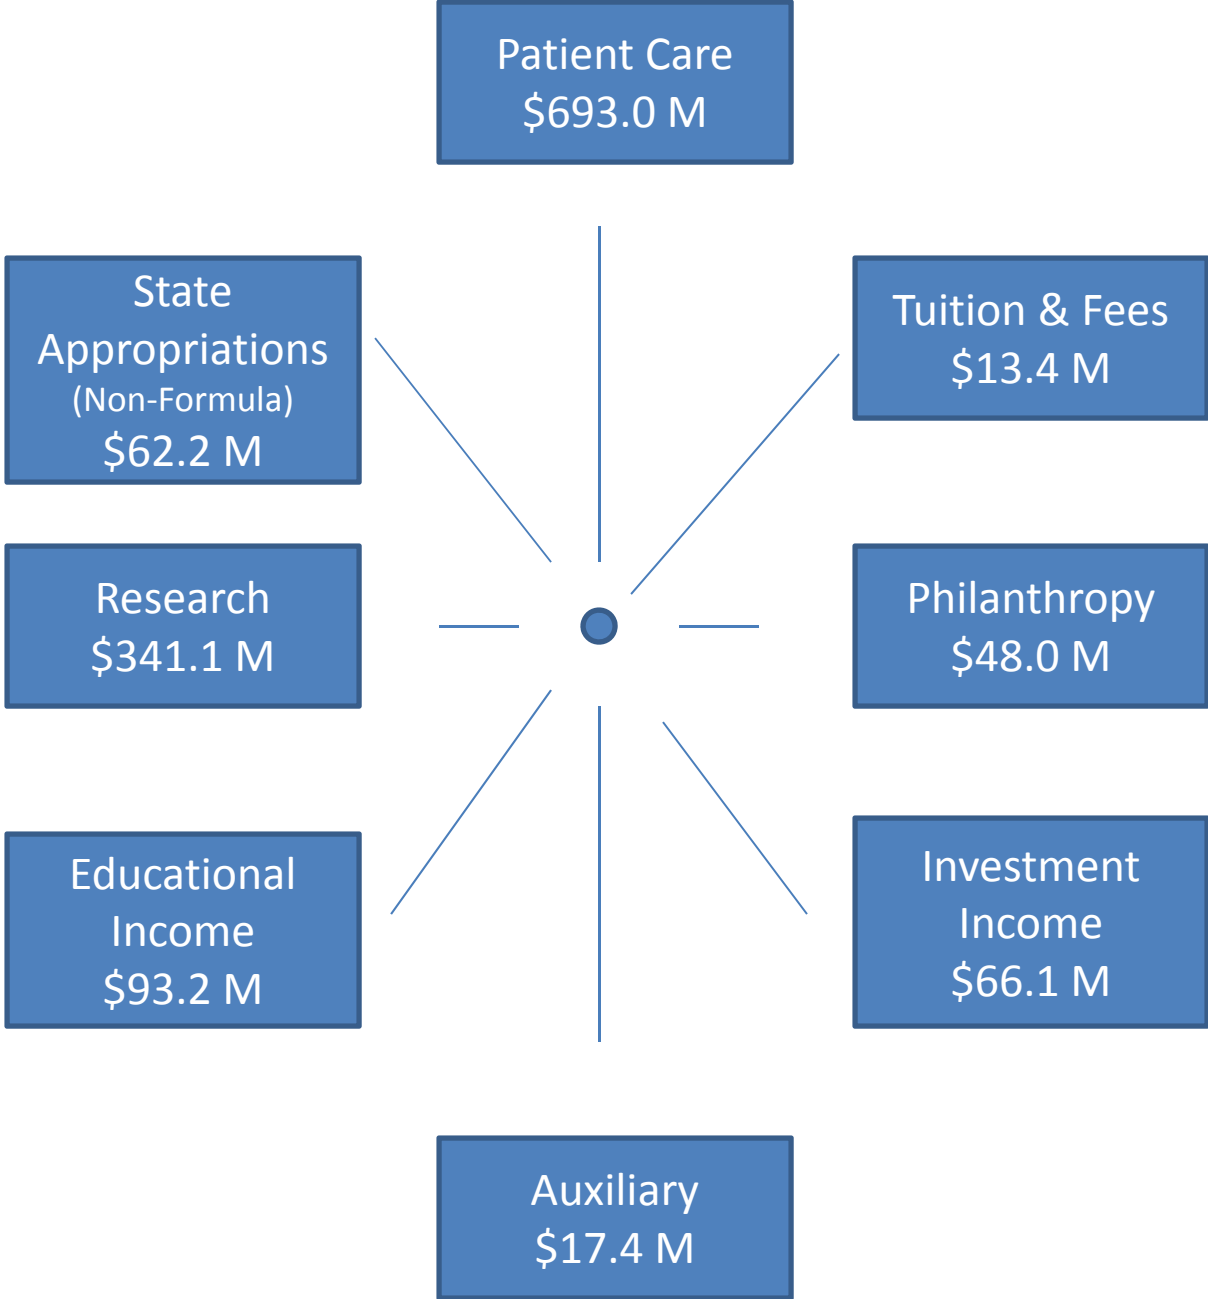 Patient Care
$693.0 M
State
Appropriations
(Non-Formula)
$62.2 M
Tuition & Fees
$13.4 M
Research
$341.1 M
Philanthropy
$48.0 M
Educational
Income
$93.2 M
Investment
Income
$66.1 M
Auxiliary
$17.4 M